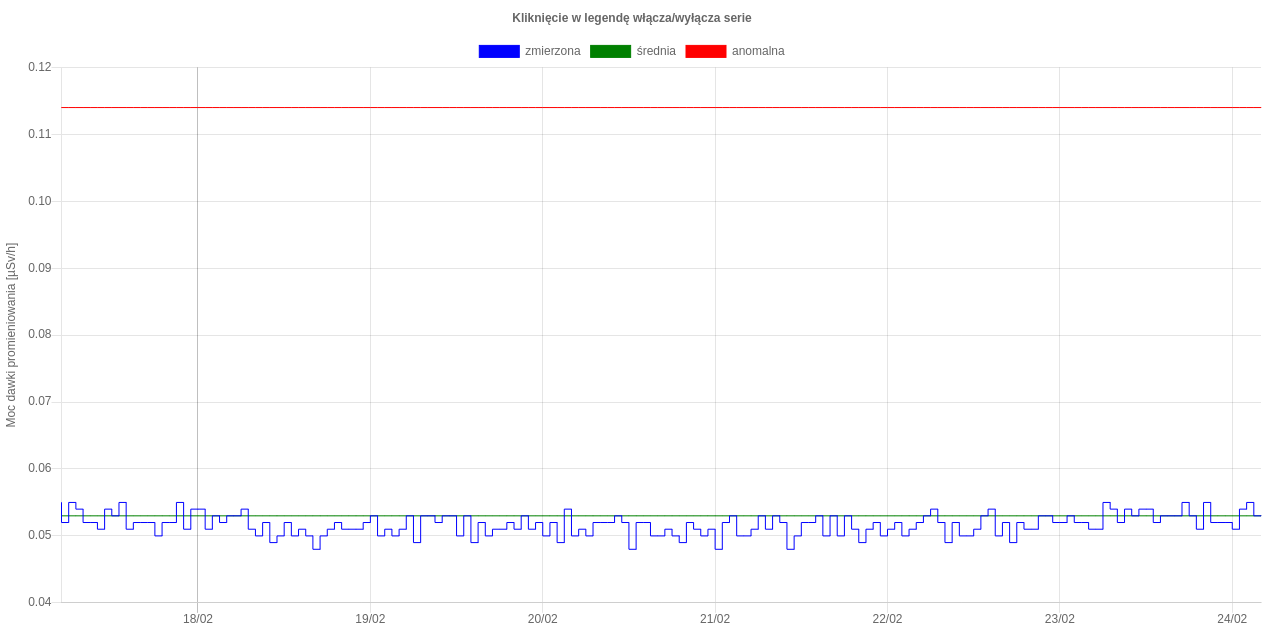 Kliknięcie w legendę włącza/wyłącza serie
zmierzona średnia anomalna
Moc dawki promieniowania [µSv/h]
0.12
0.11
0.10
0.09
0.08
0.07
0.06
0.05
0.04
18/02 19/02 20/02 21/02 22/02 23/02 24/02